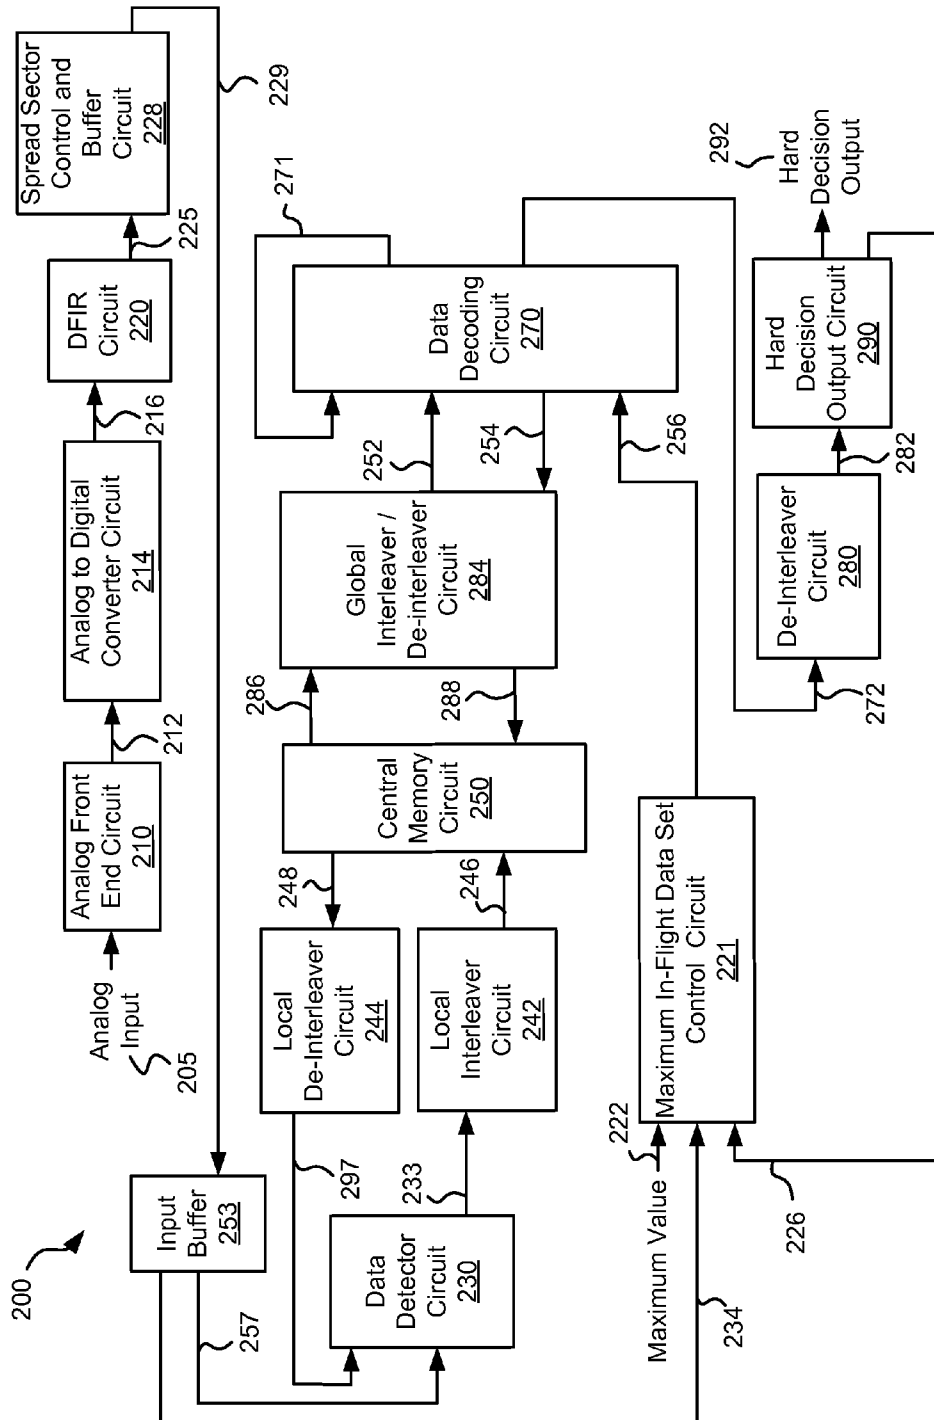 200
Analog
Input
205
Analog Front
End Circuit
210
212
Analog to Digital
Converter Circuit
214
216
DFIR
Circuit
220
225
Spread Sector
Control and
Buffer
Circuit
228
229
Input
Buffer
253
257
297
Data
Detector
Circuit
230
233
Local
De-Interleaver
Circuit
244
248
Local
Interleaver
Circuit
242
246
Central
Memory
Circuit
250
286
288
Global
Interleaver /
De-interleaver
Circuit
284
252
254
271
Data
Decoding
Circuit
270
256
Maximum Value
222
234
226
Maximum In-Flight Data Set
Control Circuit
221
272
De-Interleaver
Circuit
280
282
Hard
Decision
Output Circuit
290
292
Hard
Decision
Output